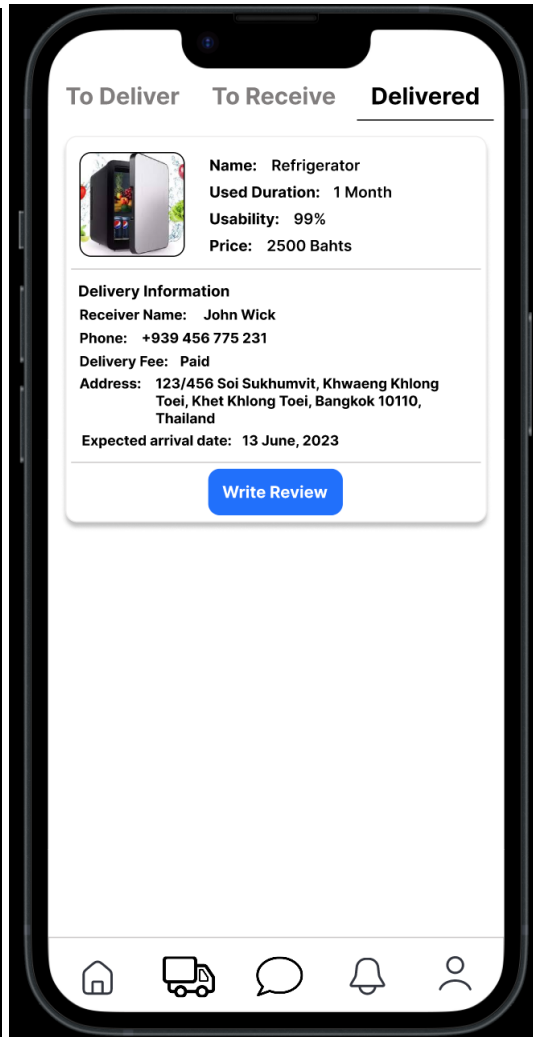 To Deliver To Receive Delivered
Name: Refrigerator
Used Duration: 1 Month
Usability: 99%
Price: 2500 Bahts
Delivery Information
Receiver Name: John Wick
Phone: +939 456 775 231
Delivery Fee: Paid
Address: 123/456 Soi Sukhumvit, Khwaeng Khlong
Toei, Khet Khlong Toei, Bangkok 10110,
Thailand
Expected arrival date: 13 June, 2023
Write Review